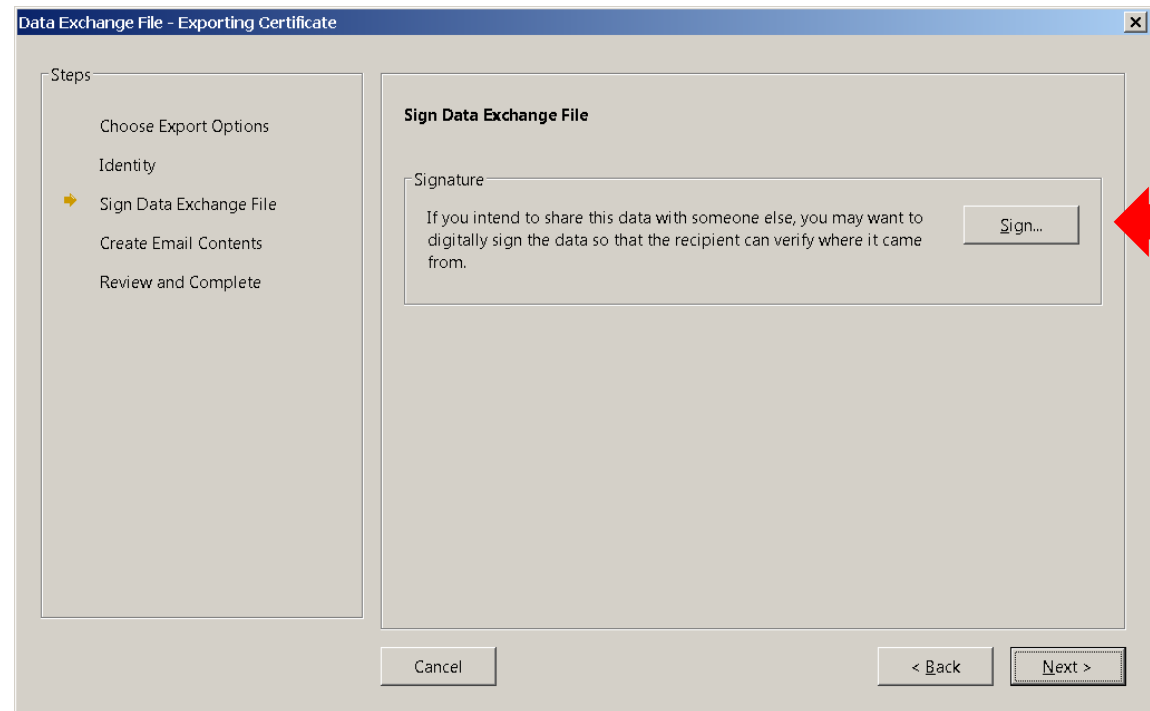 Data Exchange File - Exporting Certificate
Steps
Choose Export Options
Identity
Sign Data Exchange File
Create Email Contents
Review and Complete
Sign Data Exchange File
Signature
If you intend to share this data with someone else, you may want to
digitally sign the data so that the recipient can verify where it came
from.
Sign...
Cancel
< Back
Next >